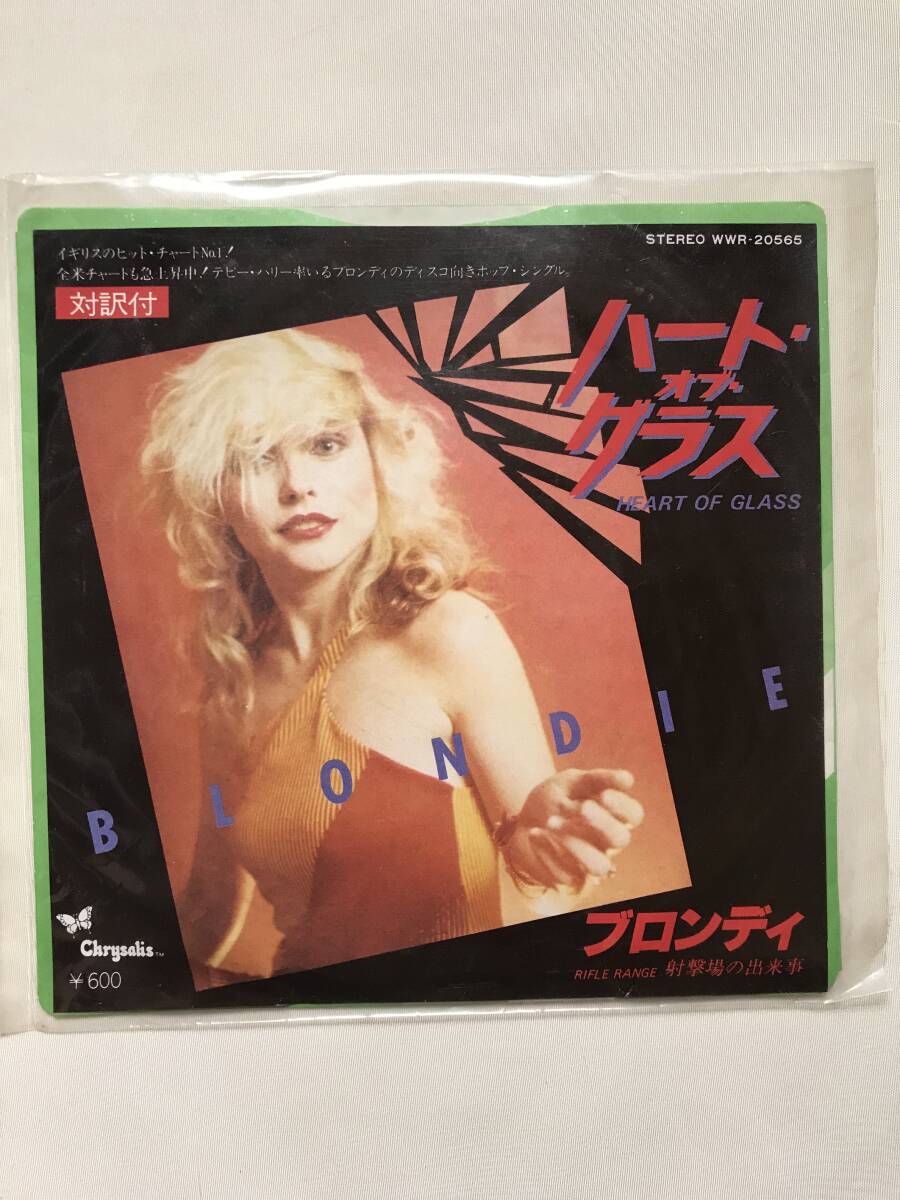 イギリスのヒット・チャートNo.1!
全米チャートも急上昇中!デビー・ハリー率いるブロンディのディスコ向きポップ・シングル。
対訳付
STEREO WWR-20565
ハート・
オブ・
グラス
HEART OF GLASS
BLONDIE
Chrysalis TM
¥600
ブロンディ
RIFLE RANGE 射撃場の出来事